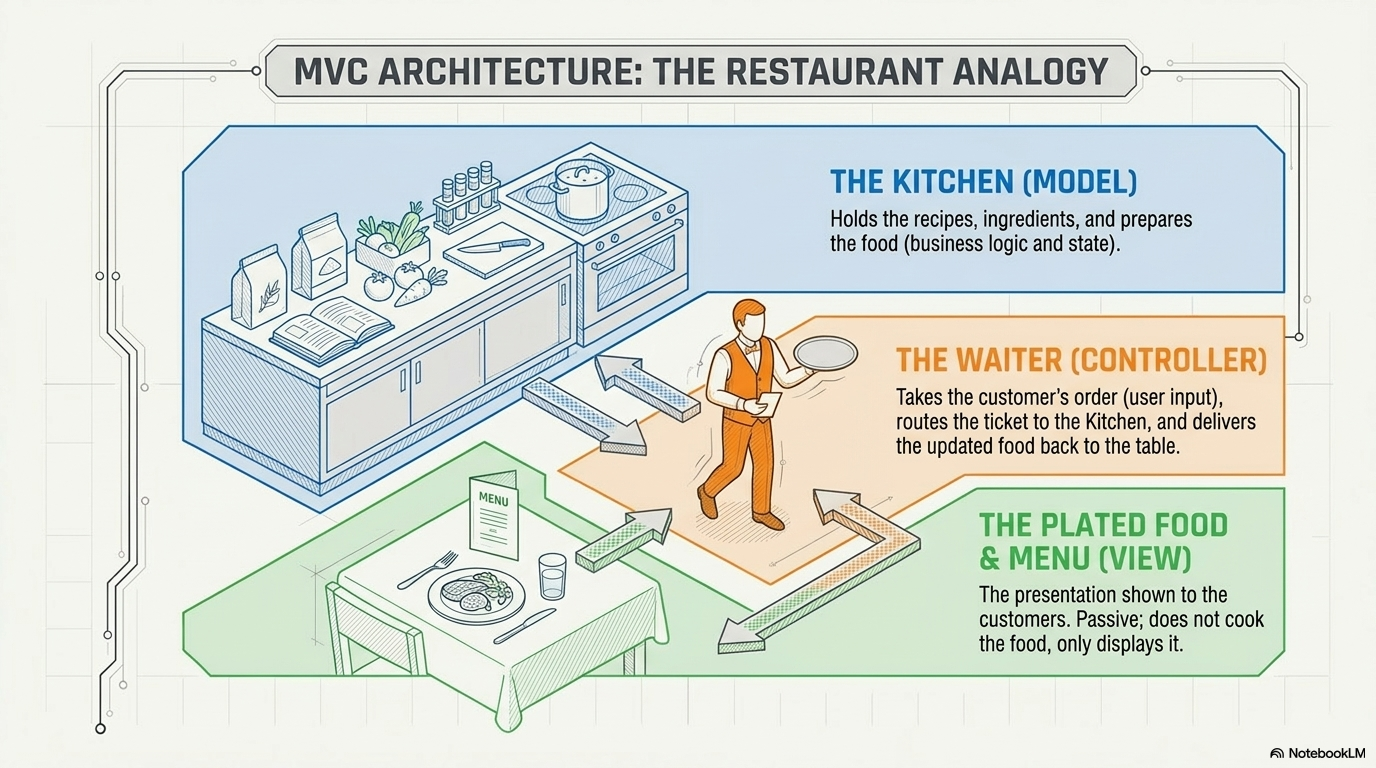 MVC ARCHITECTURE: THE RESTAURANT ANALOGY
THE KITCHEN (MODEL)
Holds the recipes, ingredients, and prepares
the food (business logic and state).
THE WAITER (CONTROLLER)
Takes the customer's order (user input),
routes the ticket to the Kitchen, and delivers
the updated food back to the table.
MENU
THE PLATED FOOD
& MENU (VIEW)
The presentation shown to the
customers. Passive; does not cook
the food, only displays it.
NotebookLM